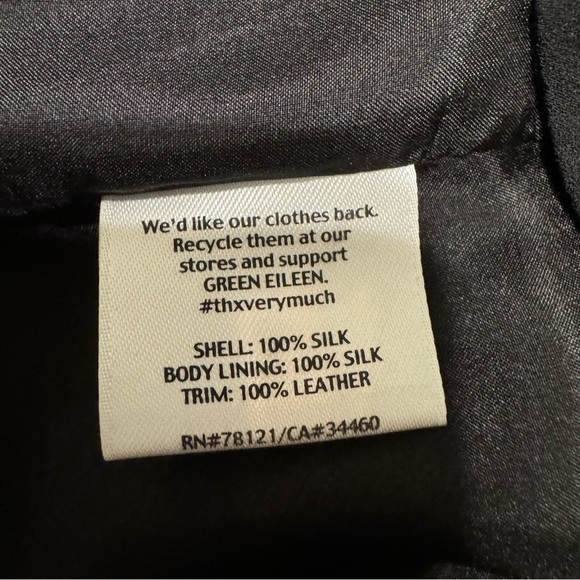 We'd like our clothes back.
Recycle them at our
stores and support
GREEN EILEEN.
#thxverymuch
SHELL: 100% SILK
BODY LINING: 100% SILK
TRIM: 100% LEATHER
RN#78121/CA#34460